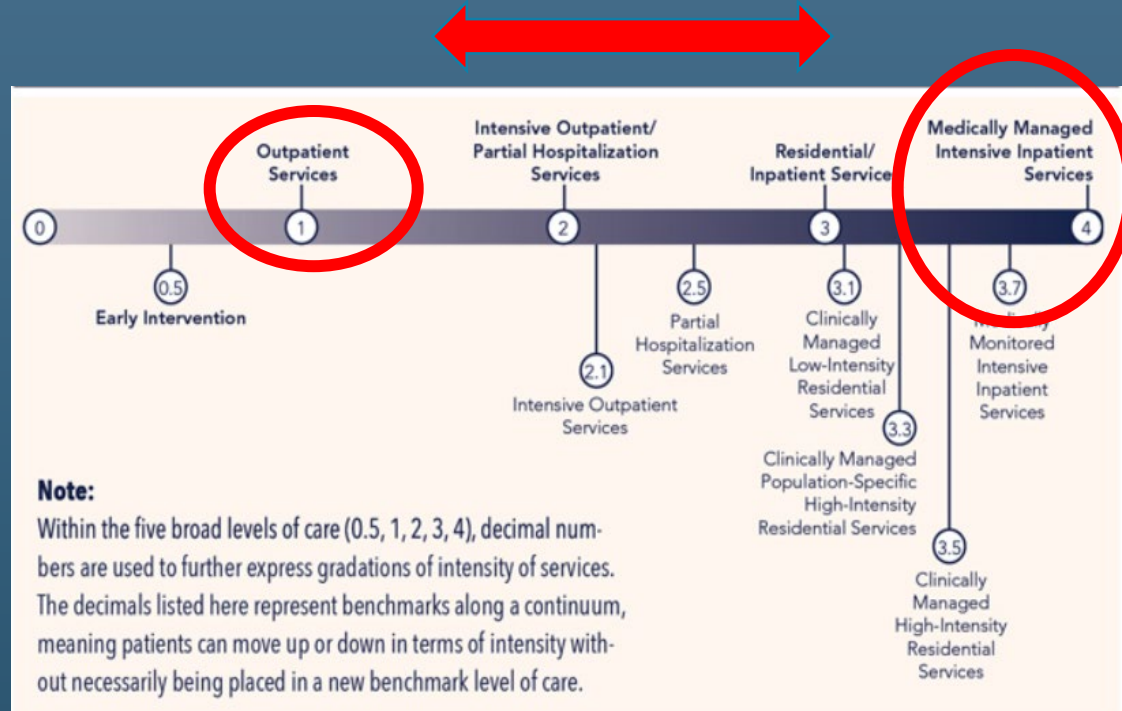 Outpatient
Services
Intensive Outpatient/
Partial Hospitalization
Services
Residential/
Inpatient Service
Medically Managed
Intensive Inpatient
Services
0
1
2
3
4
0.5
Early Intervention
2.1
Intensive Outpatient
Services
2.5
Partial
Hospitalization
Services
3.1
Clinically
Managed
Low-Intensity
Residential
Services
3.3
Clinically Managed
Population-Specific
High-Intensity
Residential Services
3.5
Clinically
Managed
High-Intensity
Residential
Services
3.7
Medically
Monitored
Intensive
Inpatient
Services
Note:
Within the five broad levels of care (0.5, 1, 2, 3, 4), decimal num-
bers are used to further express gradations of intensity of services.
The decimals listed here represent benchmarks along a continuum,
meaning patients can move up or down in terms of intensity with-
out necessarily being placed in a new benchmark level of care.